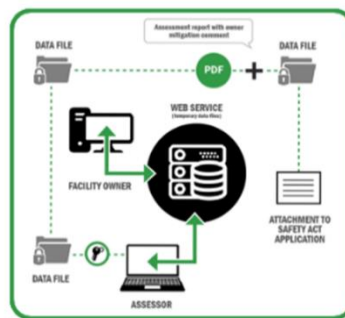 Assessment report with owner
mitigation comment
DATA FILE
DATA FILE
PDF
WEB SERVICE
(temporary data files)
FACILITY OWNER
ATTACHMENT TO
SAFETY ACT
APPLICATION
DATA FILE
ASSESSOR